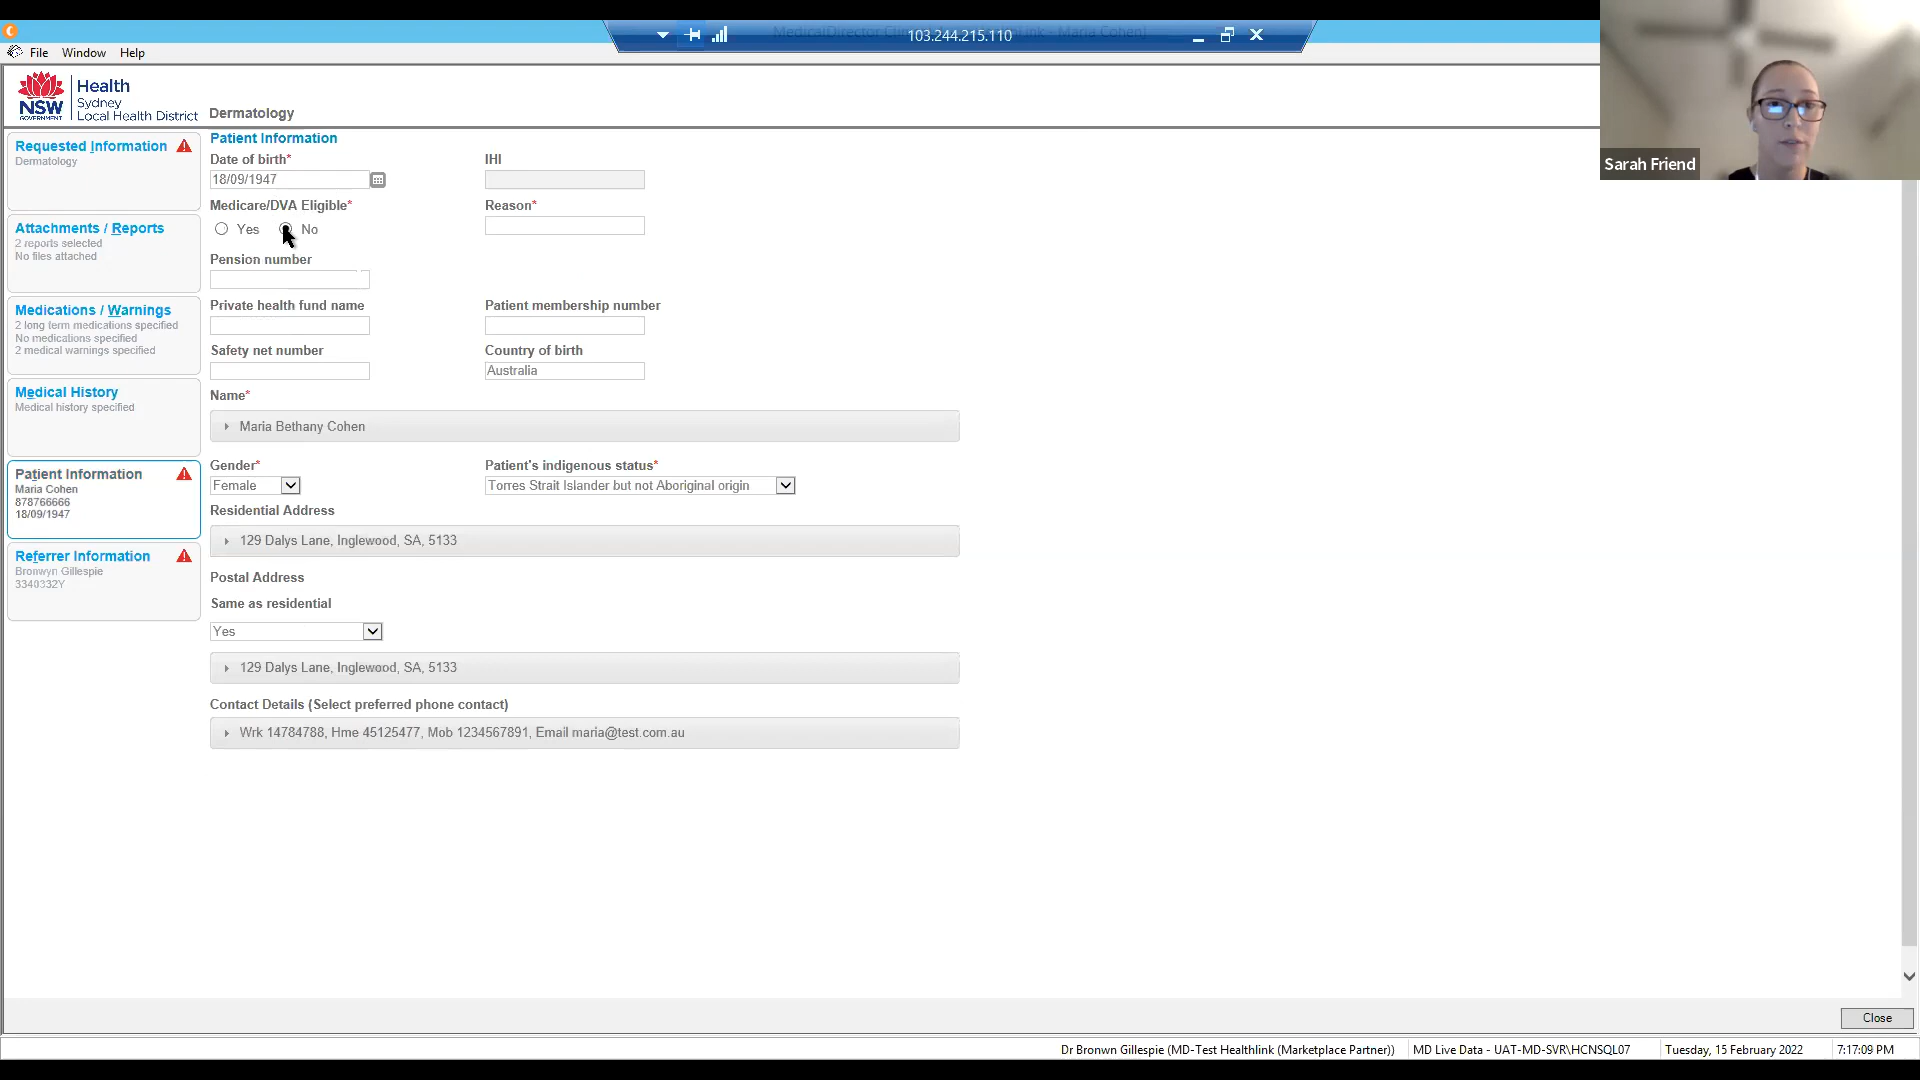 103.244.215.110
File Window Help
Health
Sydney
Local Health District
NSW
GOVERNMENT
Dermatology
Sarah Friend
Requested Information
Dermatology
Attachments / Reports
2 reports selected
No files attached
Medications / Warnings
2 long term medications specified
No medications specified
2 medical warnings specified
Medical History
Medical history specified
Patient Information
Maria Cohen
878766666
18/09/1947
Referrer Information
Bronwyn Gillespie
3340332Y
Patient Information
Date of birth* IHI
18/09/1947
Medicare/DVA Eligible* Reason*
Yes No
Pension number
Private health fund name Patient membership number
Safety net number Country of birth
Australia
Name*
Maria Bethany Cohen
Gender* Patient's indigenous status*
Female Torres Strait Islander but not Aboriginal origin
Residential Address
129 Dalys Lane, Inglewood, SA, 5133
Postal Address
Same as residential
Yes
129 Dalys Lane, Inglewood, SA, 5133
Contact Details (Select preferred phone contact)
Wrk 14784788, Hme 45125477, Mob 1234567891, Email maria@test.com.au
Close
Dr Bronwn Gillespie (MD-Test Healthlink (Marketplace Partner)) MD Live Data - UAT-MD-SVR\HCNSQL07 Tuesday, 15 February 2022 7:17:09 PM